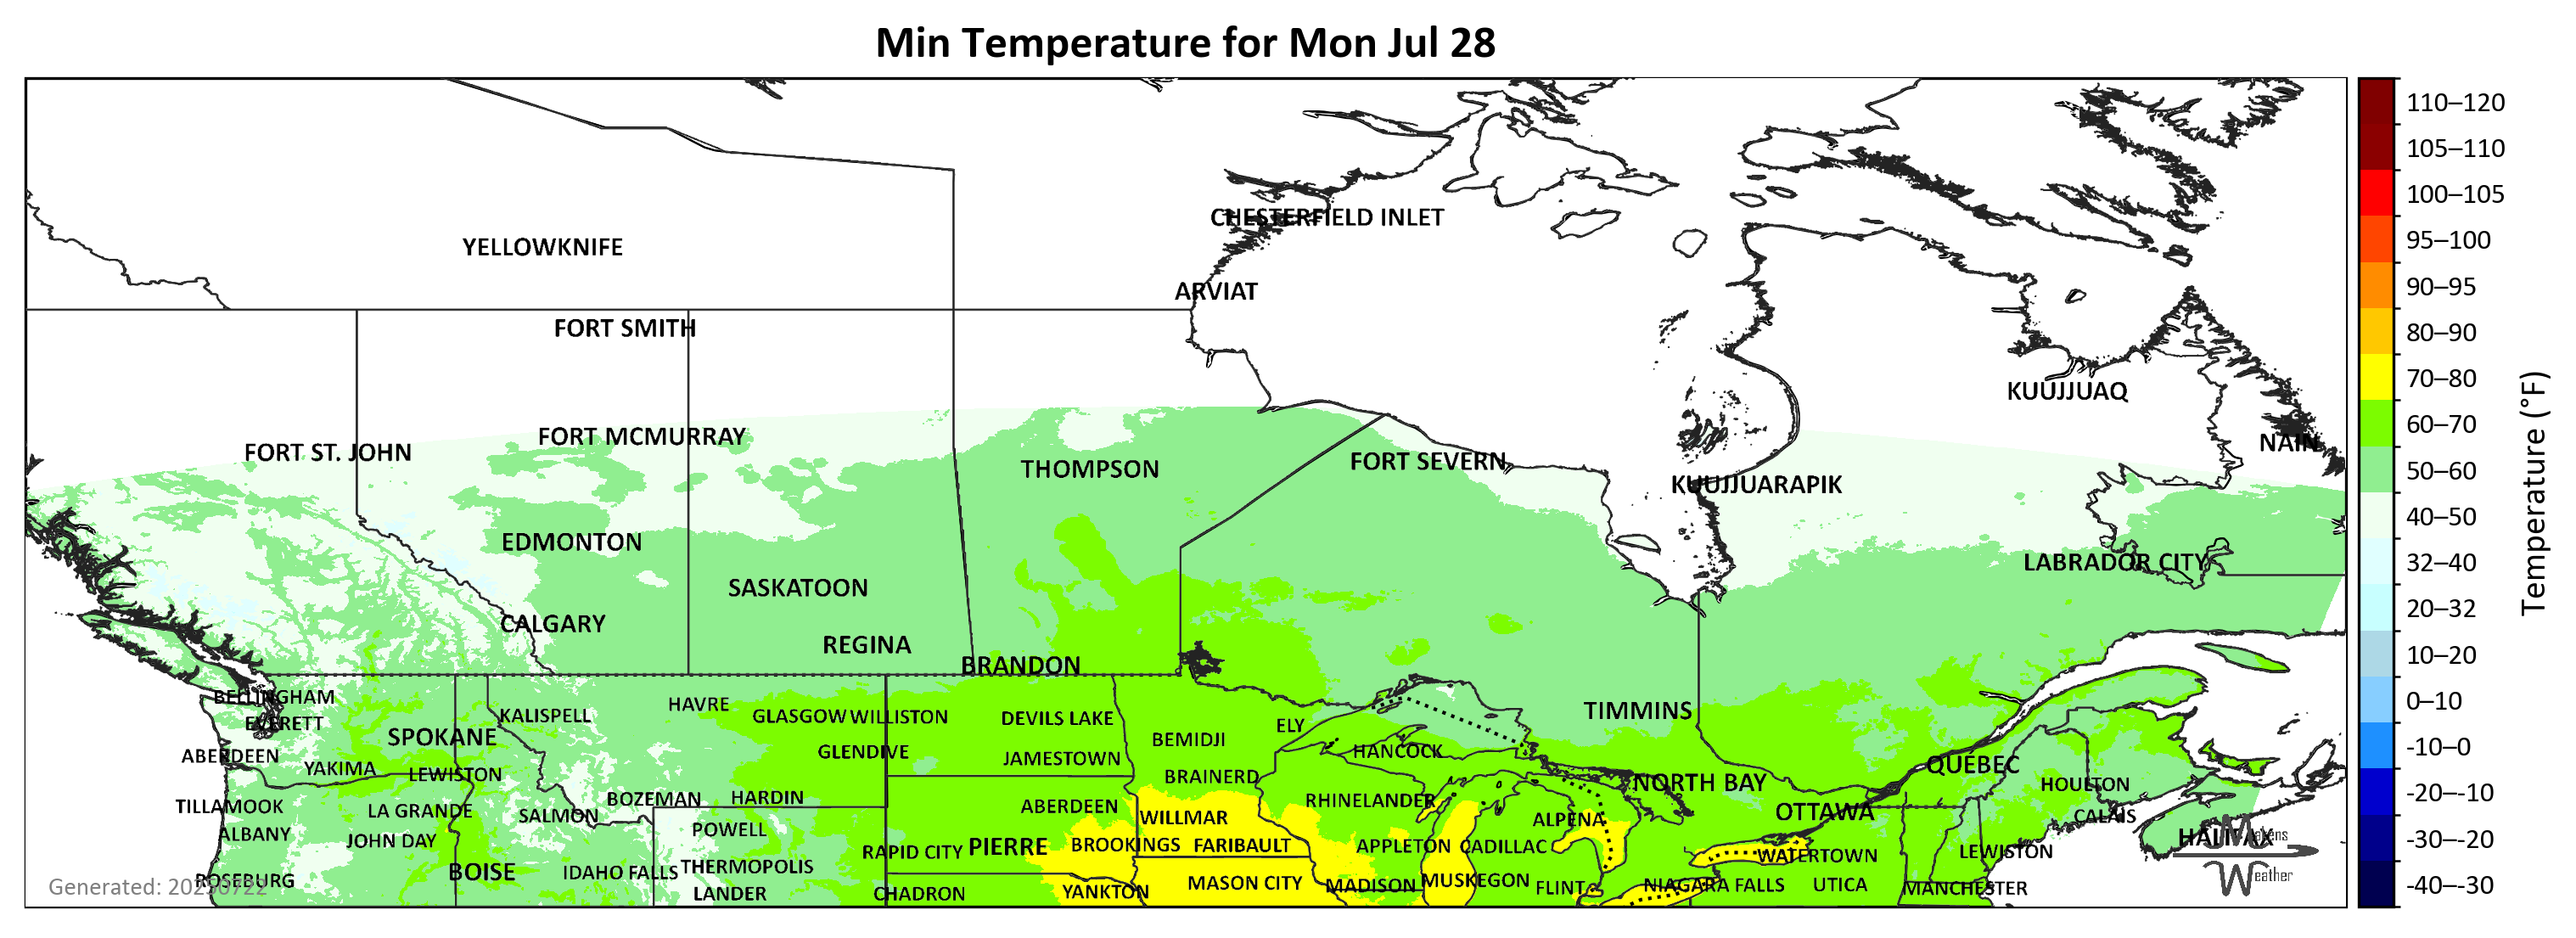 Min Temperature for Mon Jul 28
CHESTERFIELD INLET
YELLOWKNIFE
ARVIAT
FORT SMITH
KUUJJUAQ
FORT MCMURRAY
NAIN
FORT ST. JOHN
FORT SEVERN
THOMPSON
KUUJJUARAPIK
EDMONTON
LABRADOR CITY
SASKATOON
CALGARY
REGINA
BRANDON
BELLINGHAM
HAVRE
TIMMINS
KALISPELL
GLASGOW
WILLISTON
DEVILS LAKE
EVERETT
ELY
SPOKANE
BEMIDJI
GLENDIVE
HANCOCK
ABERDEEN
JAMESTOWN
QUÉBEC
YAKIMA
LEWISTON
BRAINERD
NORTH BAY
HOULTON
BOZEMAN
HARDIN
RHINELANDER
TILLAMOOK
ABERDEEN
LA GRANDE
OTTAWA
SALMON
CALAIS
WILLMAR
ALPENA
POWELL
ALBANY
HALIFAX
JOHN DAY
PIERRE
BROOKINGS
FARIBAULT
APPLETON
CADILLAC
RAPID CITY
LEWISTON
WATERTOWN
THERMOPOLIS
BOISE
IDAHO FALLS
ROSEBURG
MUSKEGON
MASON CITY
MADISON
FLINT
NIAGARA FALLS
UTICA
MANCHESTER
LANDER
CHADRON
YANKTON
Generated: 20250722
Makens
Weather
110–120
105–110
100–105
95–100
90–95
80–90
70–80
60–70
50–60
40–50
32–40
20–32
10–20
0–10
-10–0
-20–-10
-30–-20
-40–-30
Temperature (°F)